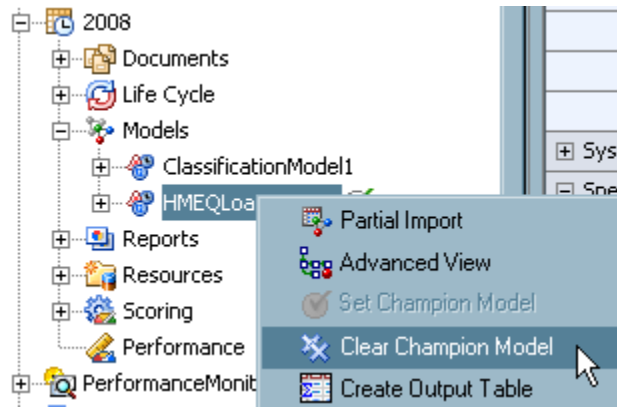 2008
Documents
Life Cycle
Models
ClassificationModel1
HMEQLoa
Reports
Resources
Scoring
Performance
PerformanceMonit
Partial Import
Advanced View
Set Champion Model
Clear Champion Model
Create Output Table
Sys
Spe